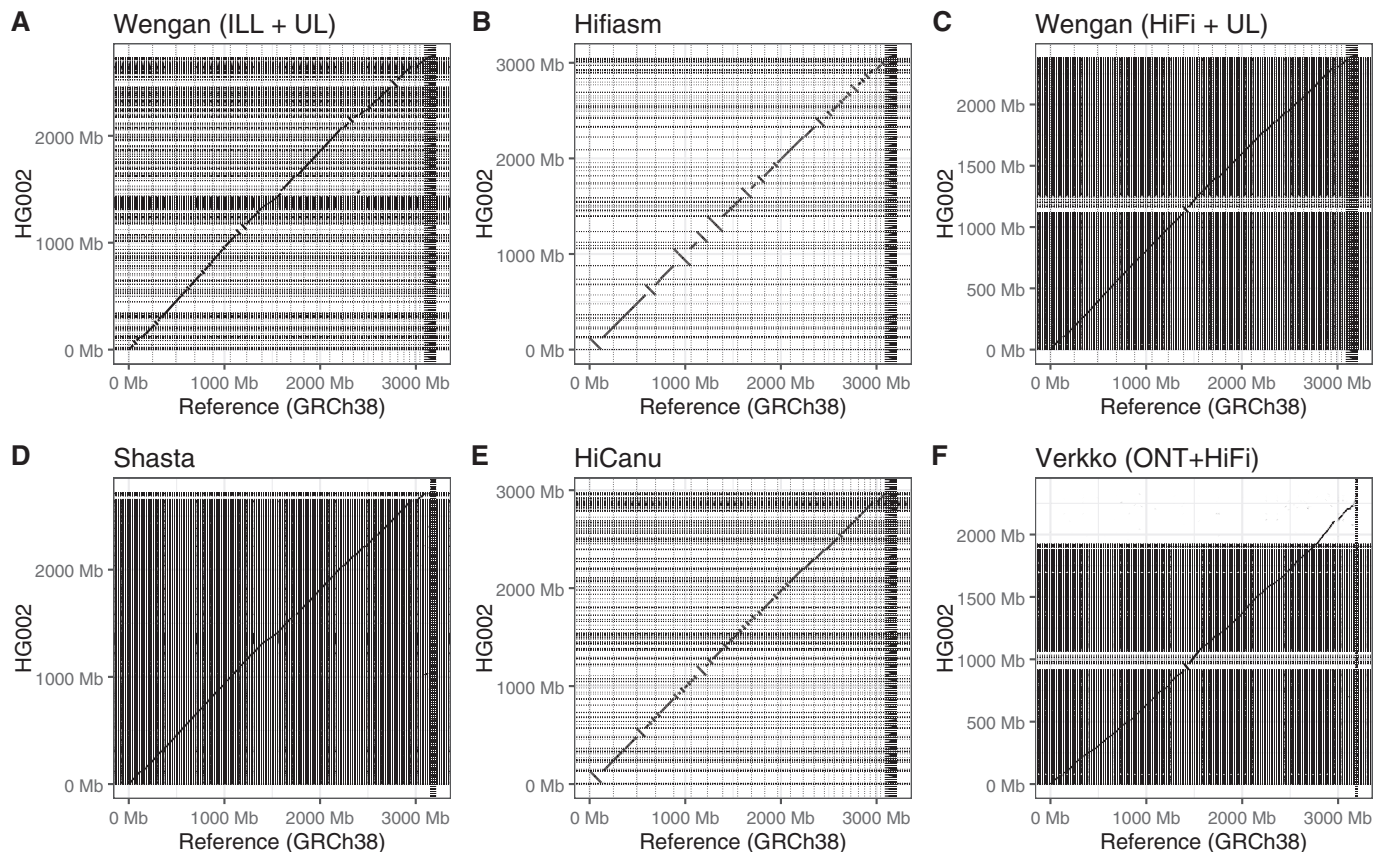 A Wengan (ILL + UL)
2000 Mb
1000 Mb
0 Mb
HG002
0 Mb 1000 Mb 2000 Mb 3000 Mb
Reference (GRCh38)
B Hifiasm
3000 Mb
2000 Mb
1000 Mb
0 Mb
HG002
0 Mb 1000 Mb 2000 Mb 3000 Mb
Reference (GRCh38)
C Wengan (HiFi + UL)
2000 Mb
1500 Mb
1000 Mb
500 Mb
0 Mb
HG002
0 Mb 1000 Mb 2000 Mb 3000 Mb
Reference (GRCh38)
D Shasta
2000 Mb
1000 Mb
0 Mb
HG002
0 Mb 1000 Mb 2000 Mb 3000 Mb
Reference (GRCh38)
E HiCanu
3000 Mb
2000 Mb
1000 Mb
0 Mb
HG002
0 Mb 1000 Mb 2000 Mb 3000 Mb
Reference (GRCh38)
F Verkko (ONT+HiFi)
2000 Mb
1500 Mb
1000 Mb
500 Mb
0 Mb
HG002
0 Mb 1000 Mb 2000 Mb 3000 Mb
Reference (GRCh38)